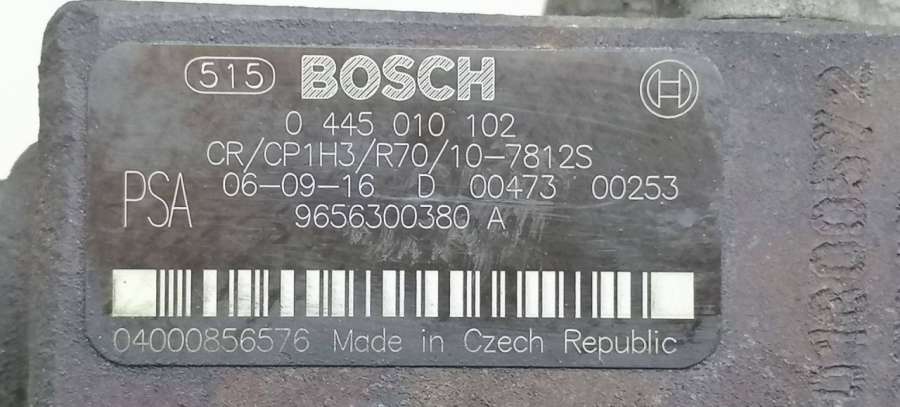 515 BOSCH
0 445 010 102
CR/CP1H3/R70/10-7812S
PSA 06-09-16 D 00473 00253
9656300380 A
04000856576 Made in Czech Republic